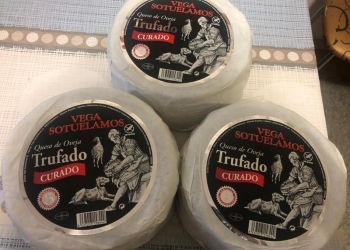 VEGA
SOTUELAMOS
Queso de Oveja
Trufado
CURADO
VEGA
SOTUELAMOS
Queso de Oveja
Trufado
CURADO
VEGA
SOTUELAMOS
Queso de Oveja
Trufado
CURADO